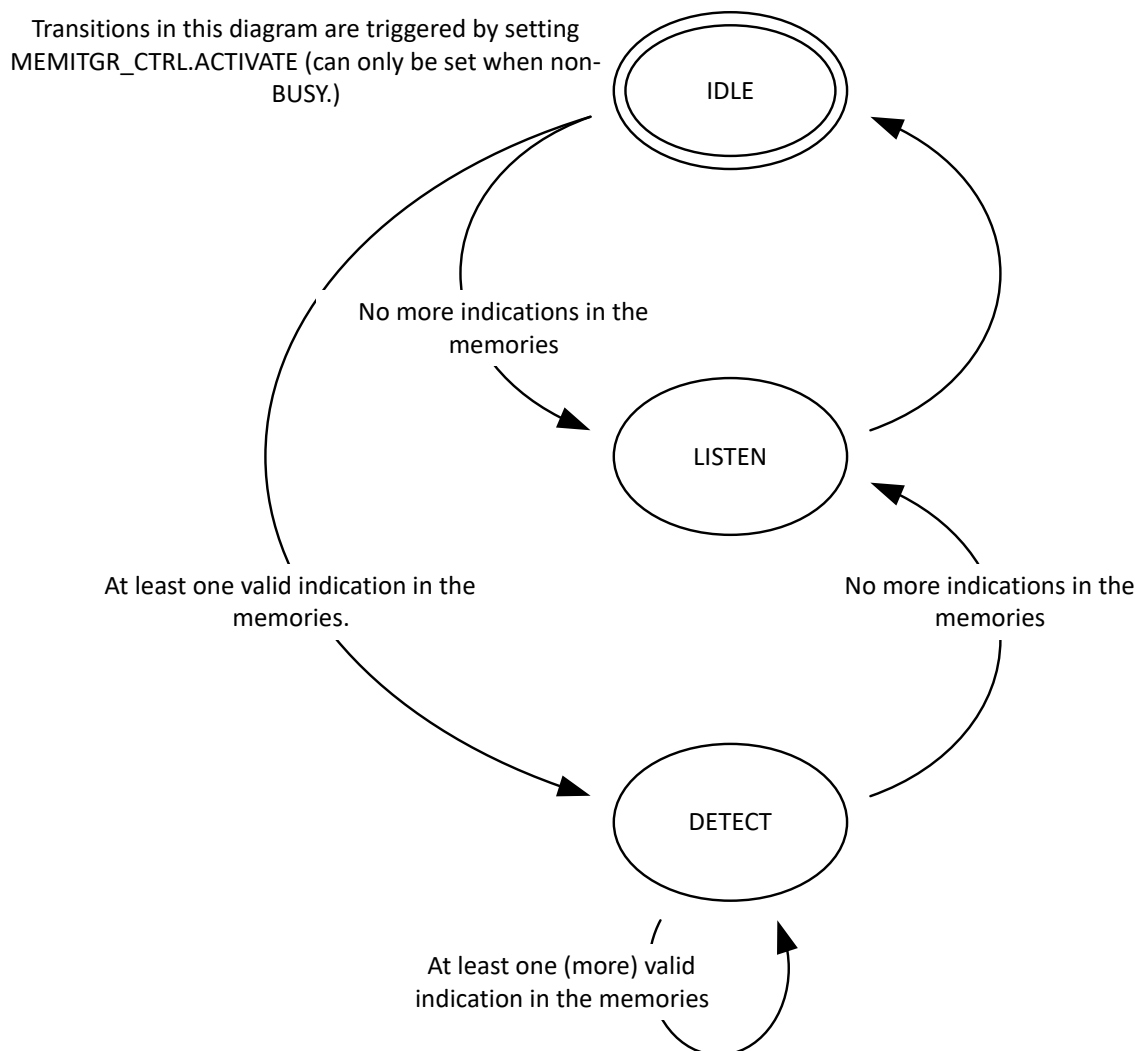 Transitions in this diagram are triggered by setting
MEMITGR_CTRL.ACTIVATE (can only be set when non-
BUSY.)
IDLE
No more indications in the
memories
LISTEN
At least one valid indication in the
memories.
No more indications in the
memories
DETECT
At least one (more) valid
indication in the memories